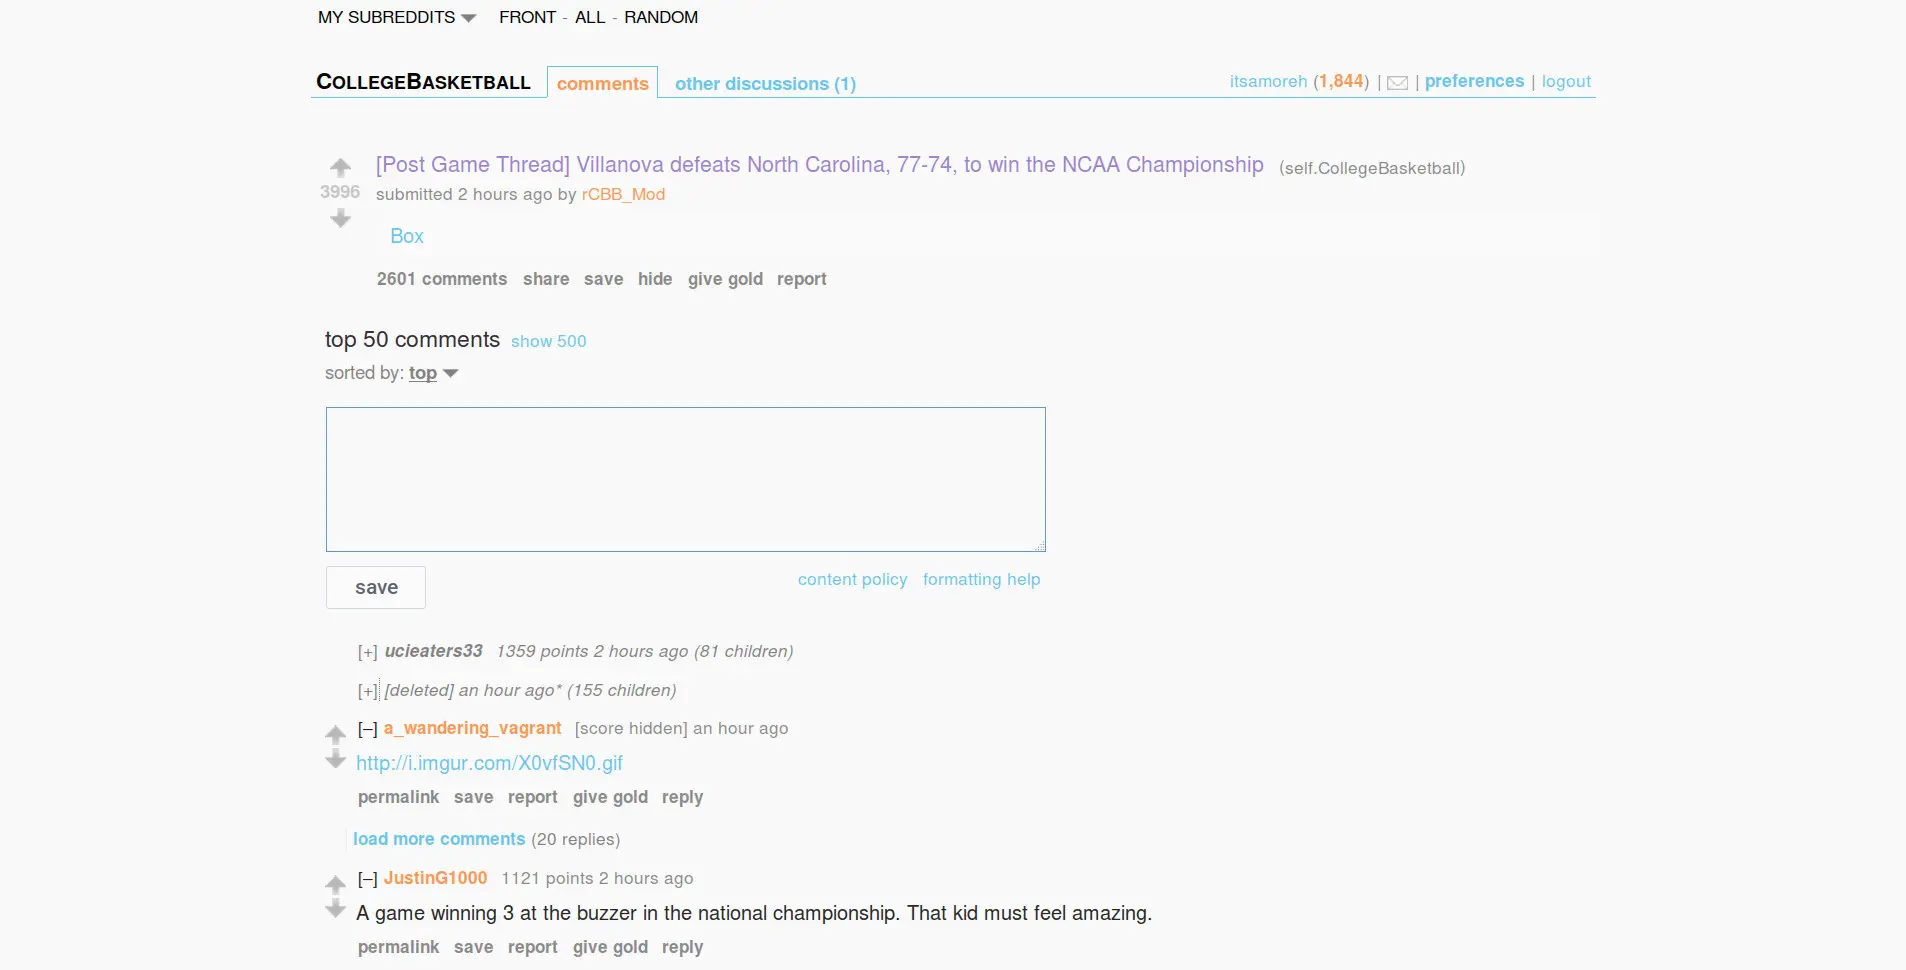 MY SUBREDDITS FRONT - ALL - RANDOM
COLLEGEBASKETBALL comments other discussions (1) itsamoreh (1,844) | | preferences | logout
[Post Game Thread] Villanova defeats North Carolina, 77-74, to win the NCAA Championship (self.CollegeBasketball)
3996 submitted 2 hours ago by rCBB_Mod
Box
2601 comments share save hide give gold report
top 50 comments show 500
sorted by: top
save content policy formatting help
[+] ucieaters33 1359 points 2 hours ago (81 children)
[+] [deleted] an hour ago* (155 children)
[–] a_wandering_vagrant [score hidden] an hour ago
http://i.imgur.com/X0vfSN0.gif
permalink save report give gold reply
load more comments (20 replies)
[–] JustinG1000 1121 points 2 hours ago
A game winning 3 at the buzzer in the national championship. That kid must feel amazing.
permalink save report give gold reply